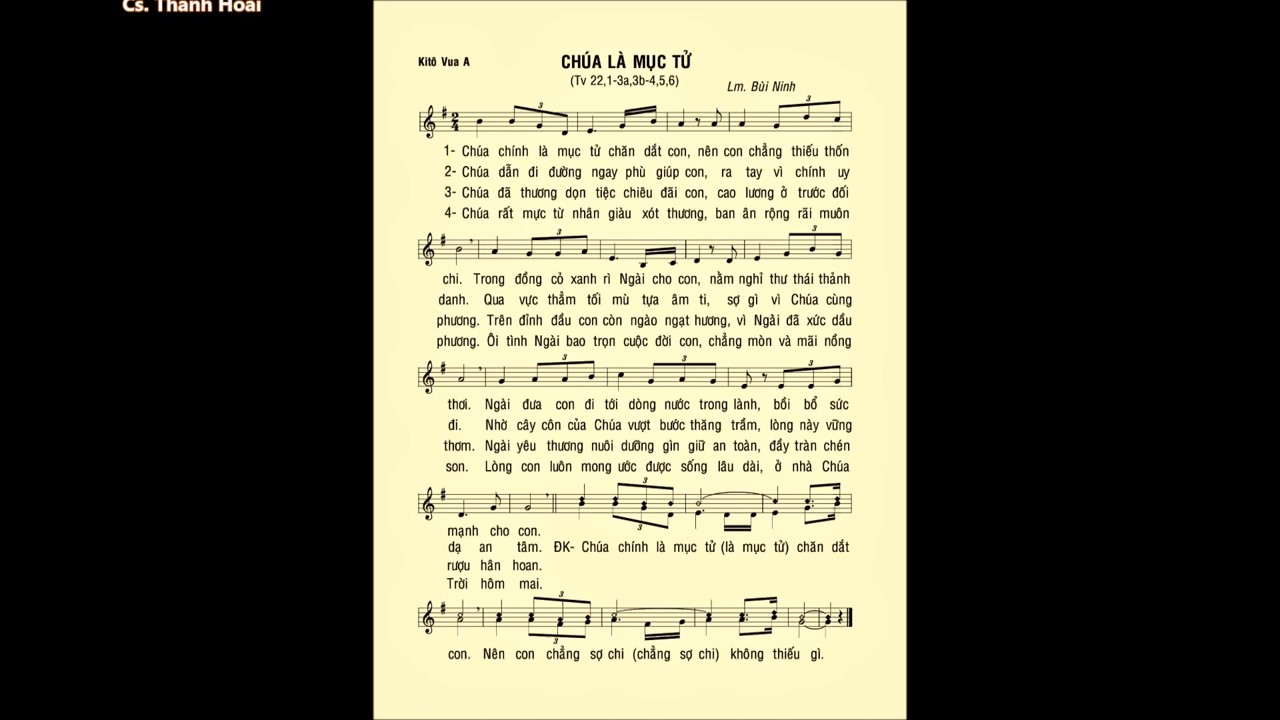 Cs. Thanh Hoài
Kitô Vua A
CHÚA LÀ MỤC TỬ
(Tv 22,1-3a,3b-4,5,6)
Lm. Bùi Ninh
1- Chúa chính là mục tử chăn dắt con, nên con chẳng thiếu thốn
2- Chúa dẫn đi đường ngay phù giúp con, ra tay vì chính uy
3- Chúa đã thương dọn tiệc chiêu đãi con, cao lương ở trước đối
4- Chúa rất mực từ nhân giàu xót thương, ban ân rộng rãi muôn
chi. Trong đồng cỏ xanh rì Ngài cho con, nằm nghỉ thư thái thảnh
danh. Qua vực thẳm tối mù tựa âm ti, sợ gì vì Chúa cùng
phương. Trên đỉnh đầu con còn ngào ngạt hương, vì Ngài đã xức dầu
phương. Ôi tình Ngài bao trọn cuộc đời con, chẳng mòn và mãi nồng
thơi. Ngài đưa con đi tới dòng nước trong lành, bồi bổ sức
đi. Nhờ cây côn của Chúa vượt bước thăng trầm, lòng này vững
thơm. Ngài yêu thương nuôi dưỡng gìn giữ an toàn, đầy tràn chén
son. Lòng con luôn mong ước được sống lâu dài, ở nhà Chúa
mạnh cho con.
dạ an tâm. ĐK- Chúa chính là mục tử (là mục tử) chăn dắt
rượu hân hoan.
Trời hôm mai.
con. Nên con chẳng sợ chi (chẳng sợ chi) không thiếu gì.